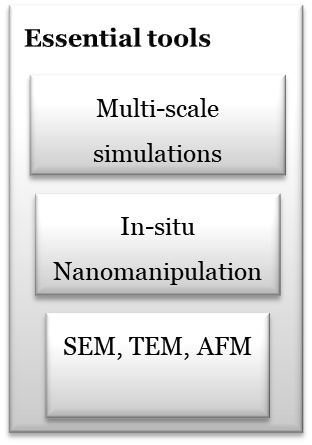 Essential tools
Multi-scale
simulations
In-situ
Nanomanipulation
SEM, TEM, AFM